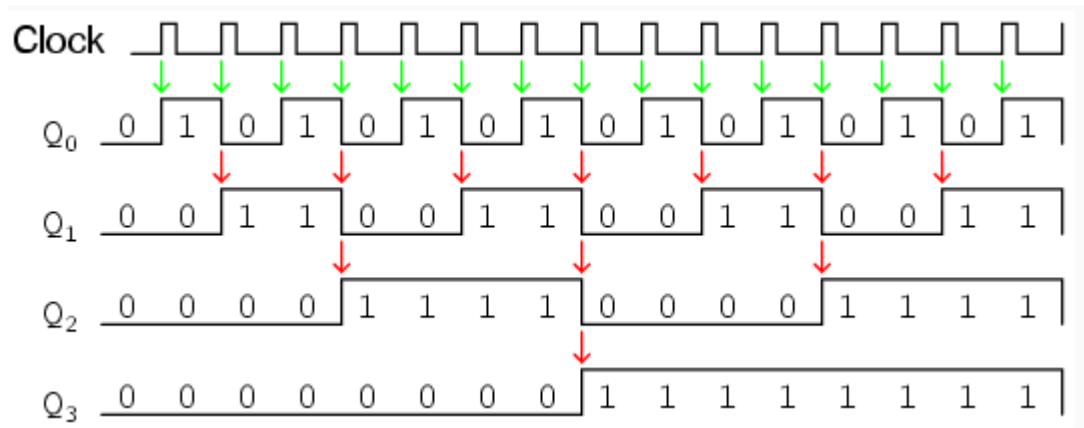 Clock
Q0 0 1 0 1 0 1 0 1 0 1 0 1 0 1 0 1
Q1 0 0 1 1 0 0 1 1 0 0 1 1 0 0 1 1
Q2 0 0 0 0 1 1 1 1 0 0 0 0 1 1 1 1
Q3 0 0 0 0 0 0 0 0 1 1 1 1 1 1 1 1